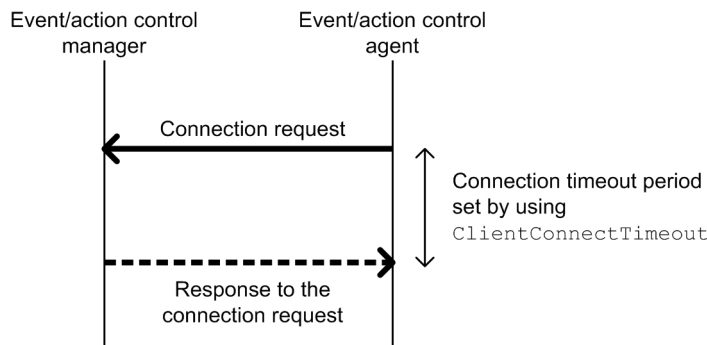 Event/action control
manager
Event/action control
agent
Connection request
Connection timeout period
set by using
ClientConnectTimeout
Response to the
connection request